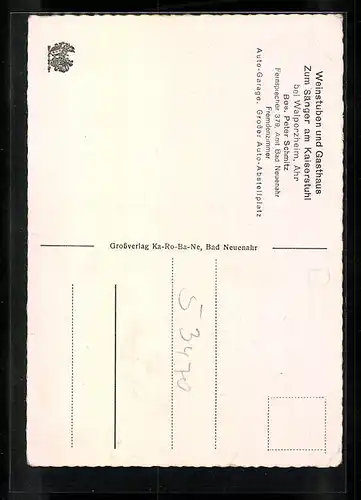 Weinstuben und Gasthaus
Zum Sänger am Kaiserstuhl
bei Walporzheim, Ahr
Bes. Peter Schmitz
Fernsprecher 379, Amt Bad Neuenahr
Fremdenzimmer
Auto-Garage. Großer Auto-Abstellplatz
Großverlag Ka-Ro-Ba-Ne, Bad Neuenahr
5 3470